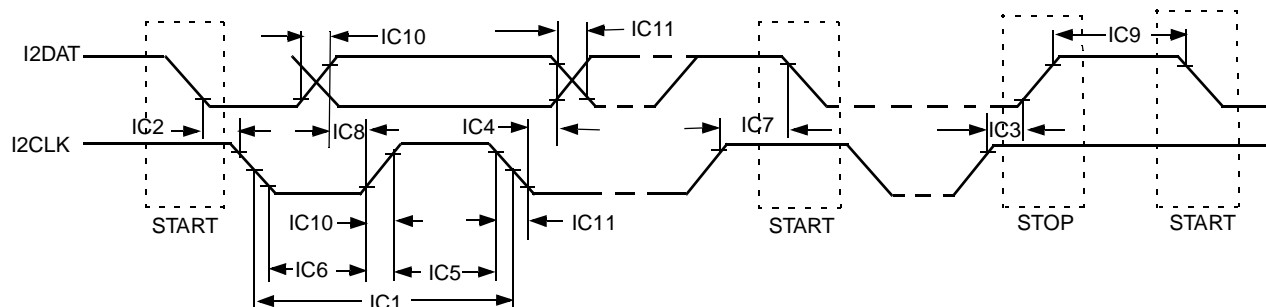 IC10
IC11
IC9
I2DAT
IC2
IC8
IC4
IC7
IC3
I2CLK
START
IC10
IC11
START
STOP
START
IC6
IC5
IC1